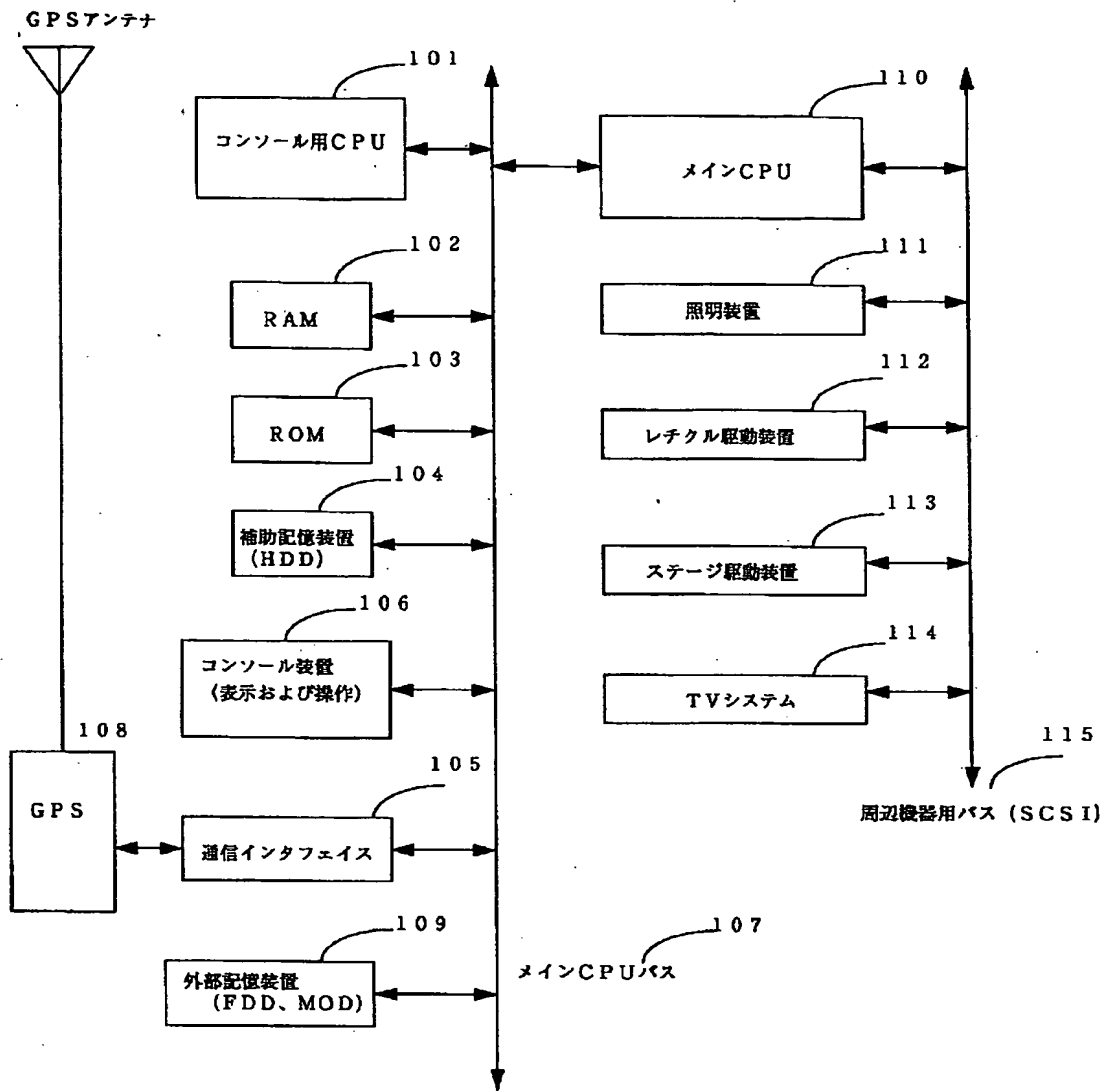 GPSアンテナ
101
コンソール用CPU
110
メインCPU
102
RAM
111
照明装置
103
ROM
112
レチクル駆動装置
104
補助記憶装置
(HDD)
113
ステージ駆動装置
106
コンソール装置
(表示および操作)
114
TVシステム
108
GPS
105
通信インタフェイス
115
周辺機器用バス(SCSI)
109
外部記憶装置
(FDD、MOD)
107
メインCPUバス